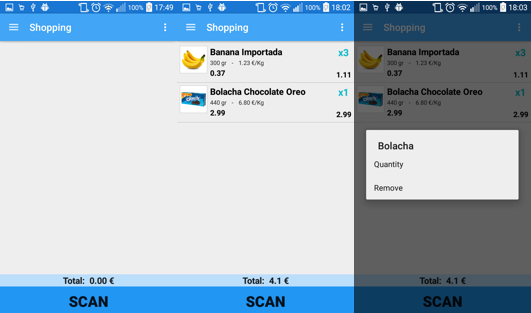 100% 17:49
Shopping
Total: 0.00 €
SCAN
100% 18:02
Shopping
Banana Importada x3
300 gr - 1.23 €/Kg
0.37 1.11
Bolacha Chocolate Oreo x1
440 gr - 6.80 €/Kg
2.99 2.99
Total: 4.1 €
SCAN
100% 18:03
Shopping
Banana Importada x3
300 gr - 1.23 €/Kg
0.37 1.11
Bolacha Chocolate Oreo x1
440 gr - 6.80 €/Kg
2.99
Bolacha
Quantity
Remove
Total: 4.1 €
SCAN